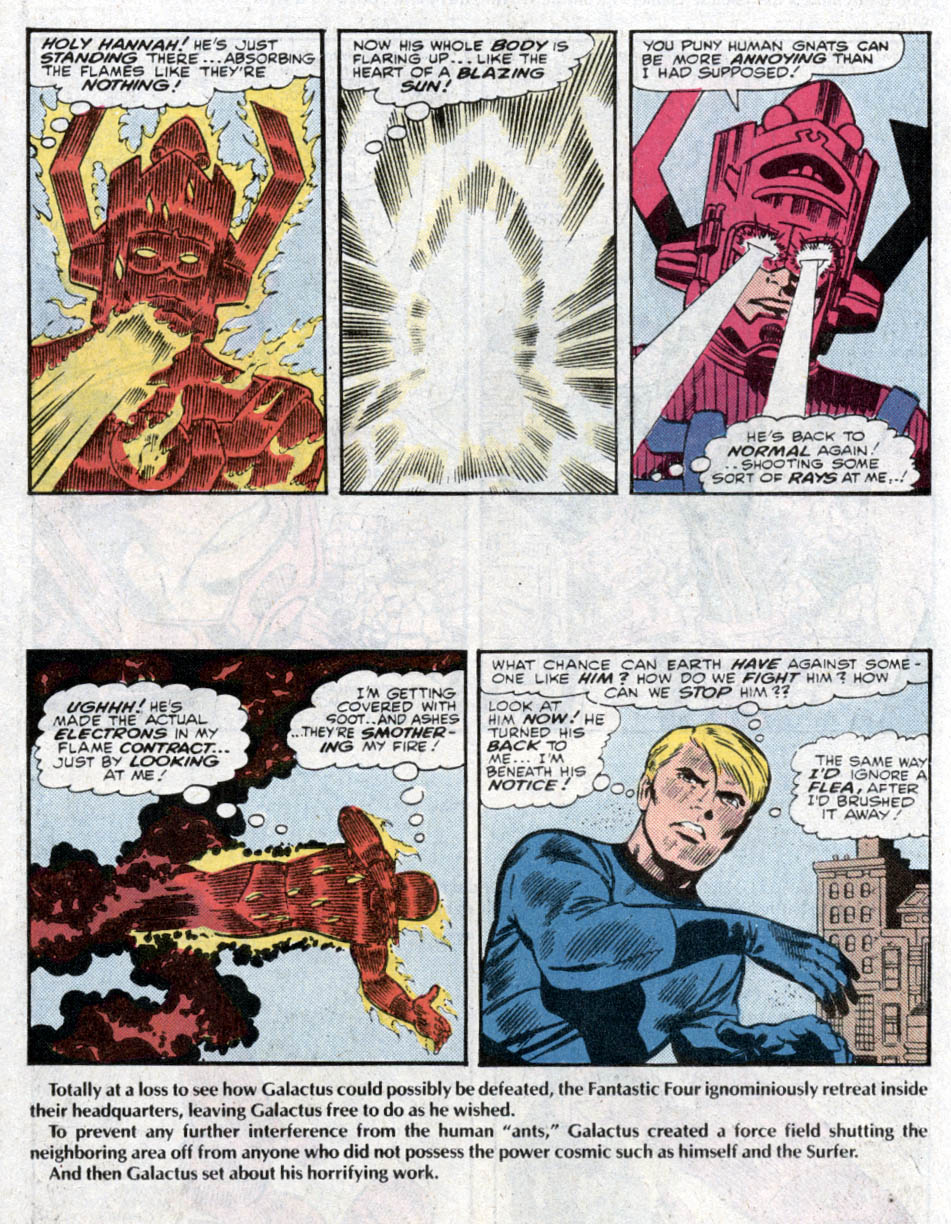 HOLY HANNAH! HE'S JUST
STANDING THERE...ABSORBING
THE FLAMES LIKE THEY'RE
NOTHING!
NOW HIS WHOLE BODY IS
FLARING UP... LIKE THE
HEART OF A BLAZING
SUN!
YOU PUNY HUMAN GNATS CAN
BE MORE ANNOYING THAN
I HAD SUPPOSED!
HE'S BACK TO
NORMAL AGAIN!
..SHOOTING SOME
SORT OF RAYS AT ME..!
UGHHH! HE'S
MADE THE ACTUAL
ELECTRONS IN MY
FLAME CONTRACT...
JUST BY LOOKING
AT ME!
I'M GETTING
COVERED WITH
SOOT..AND ASHES
...THEY'RE SMOTHER-
ING MY FIRE!
WHAT CHANCE CAN EARTH HAVE AGAINST SOME-
ONE LIKE HIM? HOW DO WE FIGHT HIM? HOW
CAN WE STOP HIM??
LOOK AT
HIM NOW! HE
TURNED HIS
BACK TO
ME... I'M
BENEATH HIS
NOTICE!
THE SAME WAY
I'D IGNORE A
FLEA, AFTER
I'D BRUSHED
IT AWAY!
Totally at a loss to see how Galactus could possibly be defeated, the Fantastic Four ignominiously retreat inside
their headquarters, leaving Galactus free to do as he wished.
To prevent any further interference from the human "ants," Galactus created a force field shutting the
neighboring area off from anyone who did not possess the power cosmic such as himself and the Surfer.
And then Galactus set about his horrifying work.